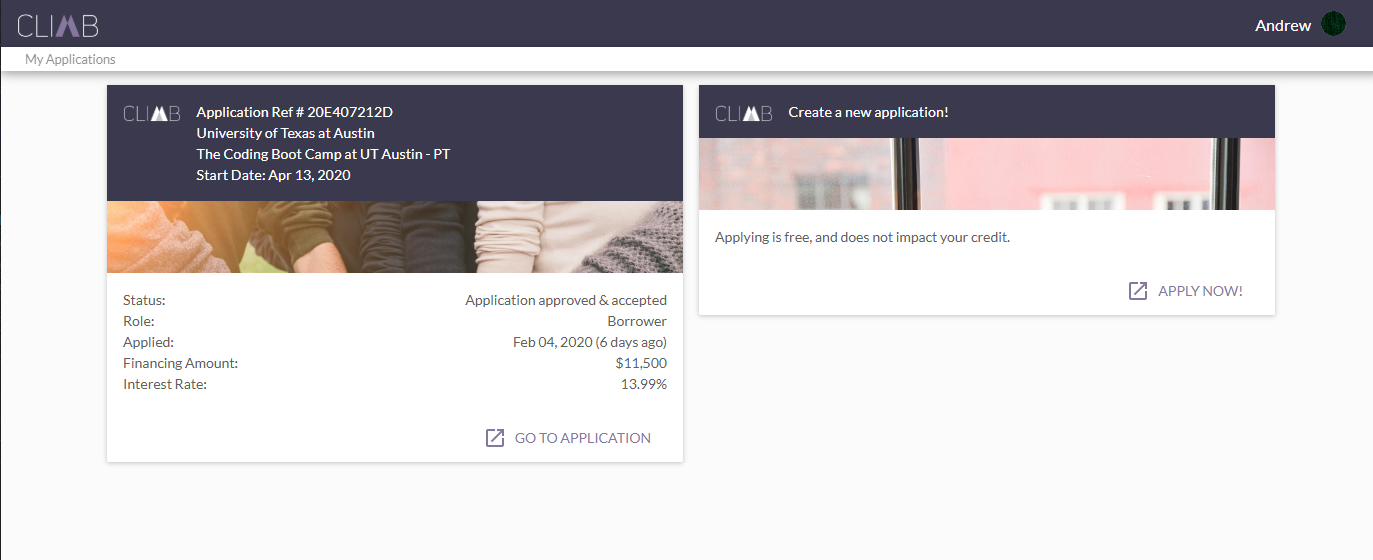 CLIMB
Andrew
My Applications
CLIMB
Application Ref # 20E407212D
University of Texas at Austin
The Coding Boot Camp at UT Austin - PT
Start Date: Apr 13, 2020
Status: Application approved & accepted
Role: Borrower
Applied: Feb 04, 2020 (6 days ago)
Financing Amount: $11,500
Interest Rate: 13.99%
GO TO APPLICATION
CLIMB
Create a new application!
Applying is free, and does not impact your credit.
APPLY NOW!